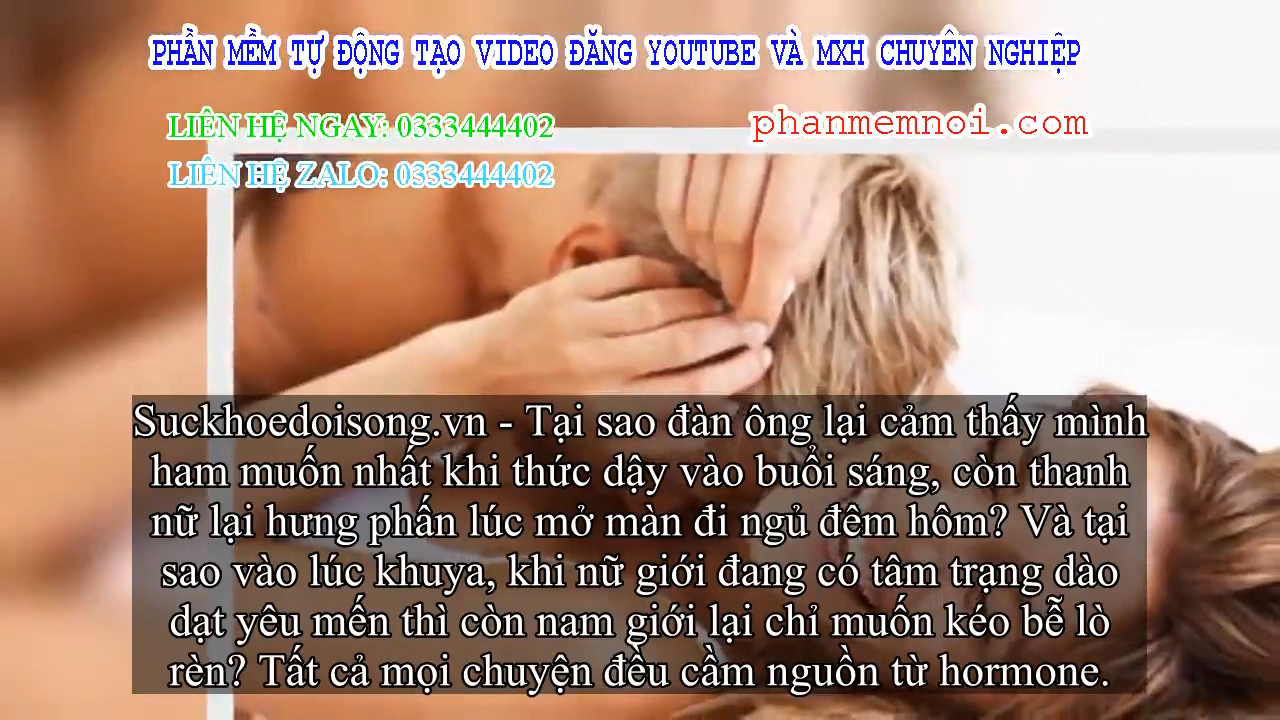 PHẦN MỀM TỰ ĐỘNG TẠO VIDEO ĐĂNG YOUTUBE VÀ MXH CHUYÊN NGHIỆP
LIÊN HỆ NGAY: 0333444402
phanmemnoi.com
LIÊN HỆ ZALO: 0333444402
Suckhoedoisong.vn - Tại sao đàn ông lại cảm thấy mình
ham muốn nhất khi thức dậy vào buổi sáng, còn thanh
nữ lại hưng phấn lúc mở màn đi ngủ đêm hôm? Và tại
sao vào lúc khuya, khi nữ giới đang có tâm trạng dào
dạt yêu mến thì còn nam giới lại chỉ muốn kéo bễ lò
rèn? Tất cả mọi chuyện đều cầm nguồn từ hormone.